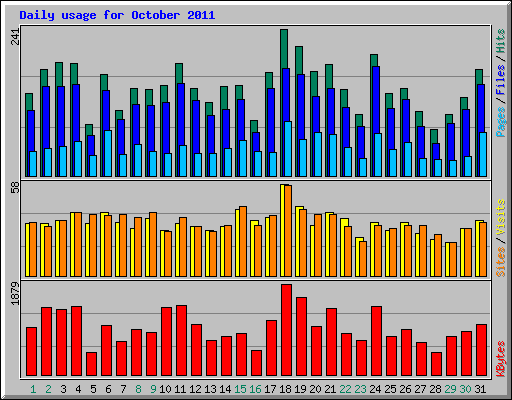 Daily usage for October 2011
241
Pages / Files / Hits
58
Sites / Visits
1879
KBytes
1 2 3 4 5 6 7 8 9 10 11 12 13 14 15 16 17 18 19 20 21 22 23 24 25 26 27 28 29 30 31